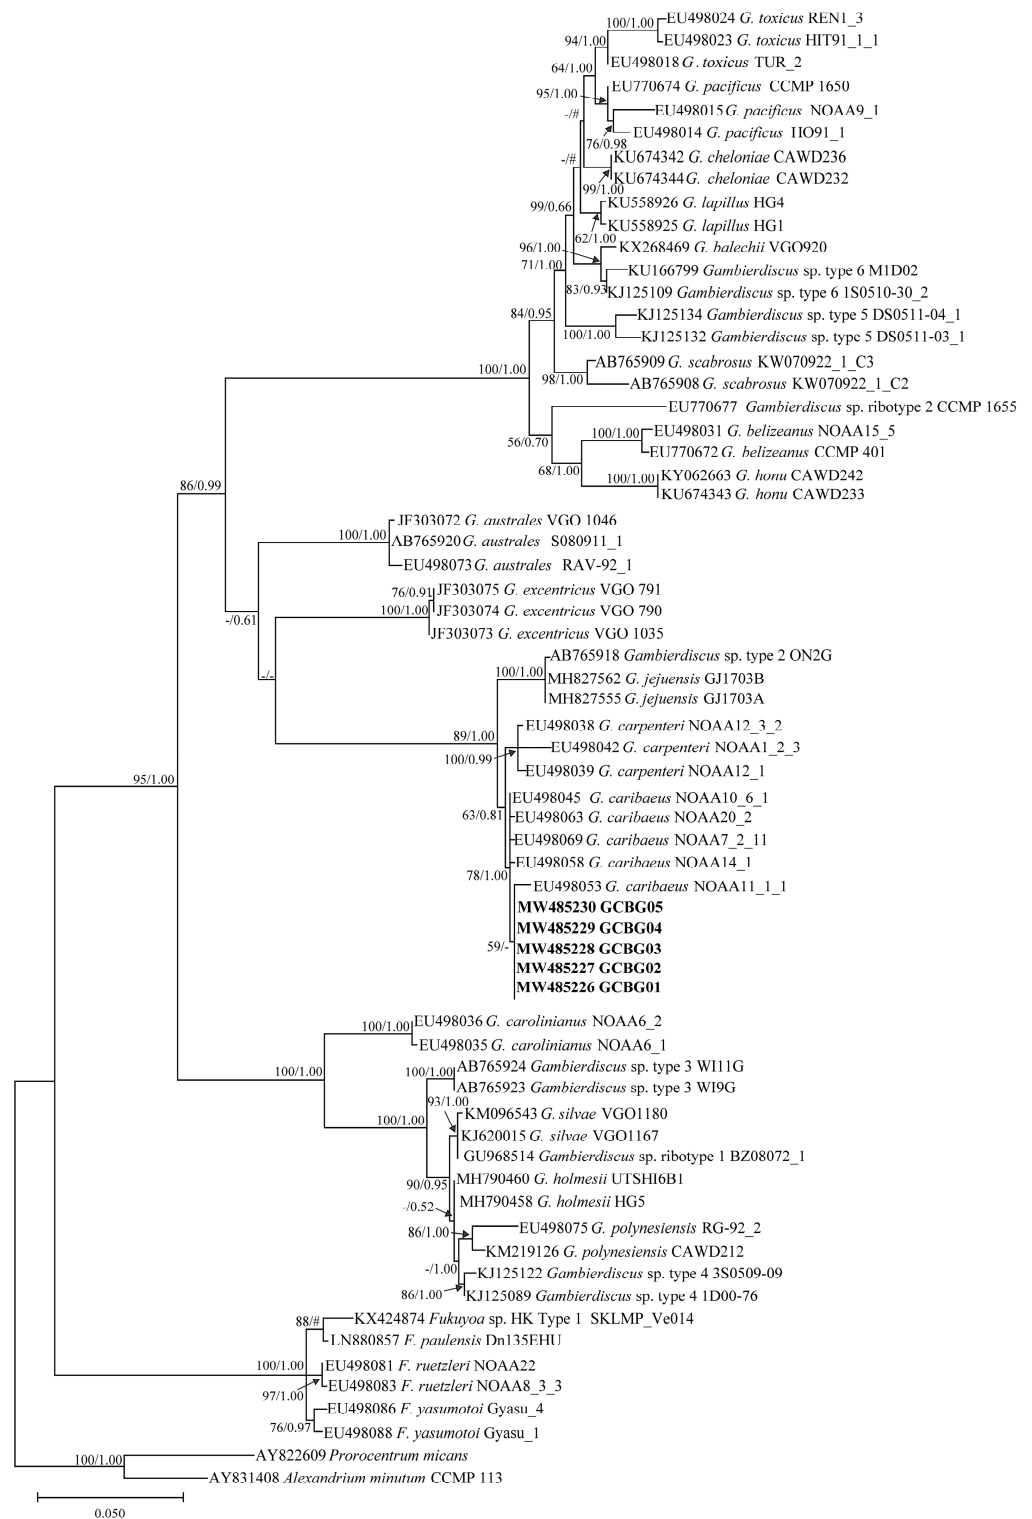 100/1.00
EU498024 G. toxicus REN1_3
EU498023 G. toxicus HIT91_1_1
94/1.00
EU498018 G. toxicus TUR_2
64/1.00
EU770674 G. pacificus CCMP 1650
95/1.00
EU498015 G. pacificus NOAA9_1
-/#
EU498014 G. pacificus HO91_1
76/0.98
KU674342 G. cheloniae CAWD236
-/#
KU674344 G. cheloniae CAWD232
99/1.00
KU558926 G. lapillus HG4
99/0.66
KU558925 G. lapillus HG1
62/1.00
KX268469 G. balechii VGO920
96/1.00
71/1.00
KU166799 Gambierdiscus sp. type 6 M1D02
83/0.93
KJ125109 Gambierdiscus sp. type 6 1S0510-30_2
84/0.95
KJ125134 Gambierdiscus sp. type 5 DS0511-04_1
100/1.00
KJ125132 Gambierdiscus sp. type 5 DS0511-03_1
AB765909 G. scabrosus KW070922_1_C3
100/1.00
98/1.00
AB765908 G. scabrosus KW070922_1_C2
EU770677 Gambierdiscus sp. ribotype 2 CCMP 1655
100/1.00
EU498031 G. belizeanus NOAA15_5
56/0.70
EU770672 G. belizeanus CCMP 401
68/1.00
100/1.00
KY062663 G. honu CAWD242
KU674343 G. honu CAWD233
86/0.99
JF303072 G. australes VGO 1046
100/1.00
AB765920 G. australes S080911_1
EU498073 G. australes RAV-92_1
76/0.91
JF303075 G. excentricus VGO 791
100/1.00
JF303074 G. excentricus VGO 790
-/0.61
JF303073 G. excentricus VGO 1035
AB765918 Gambierdiscus sp. type 2 ON2G
100/1.00
-/-
MH827562 G. jejuensis GJ1703B
MH827555 G. jejuensis GJ1703A
EU498038 G. carpenteri NOAA12_3_2
89/1.00
EU498042 G. carpenteri NOAA1_2_3
100/0.99
EU498039 G. carpenteri NOAA12_1
95/1.00
EU498045 G. caribaeus NOAA10_6_1
63/0.81
EU498063 G. caribaeus NOAA20_2
EU498069 G. caribaeus NOAA7_2_11
EU498058 G. caribaeus NOAA14_1
78/1.00
EU498053 G. caribaeus NOAA11_1_1
MW485230 GCBG05
MW485229 GCBG04
59/-
MW485228 GCBG03
MW485227 GCBG02
MW485226 GCBG01
100/1.00
EU498036 G. carolinianus NOAA6_2
EU498035 G. carolinianus NOAA6_1
100/1.00
100/1.00
AB765924 Gambierdiscus sp. type 3 WI11G
AB765923 Gambierdiscus sp. type 3 WI9G
93/1.00
KM096543 G. silvae VGO1180
100/1.00
KJ620015 G. silvae VGO1167
GU968514 Gambierdiscus sp. ribotype 1 BZ08072_1
90/0.95
MH790460 G. holmesii UTSHI6B1
-/0.52
MH790458 G. holmesii HG5
86/1.00
EU498075 G. polynesiensis RG-92_2
KM219126 G. polynesiensis CAWD212
-/1.00
KJ125122 Gambierdiscus sp. type 4 3S0509-09
86/1.00
KJ125089 Gambierdiscus sp. type 4 1D00-76
88/#
KX424874 Fukuyoa sp. HK Type 1 SKLMP_Ve014
LN880857 F. paulensis Dn135EHU
100/1.00
EU498081 F. ruetzleri NOAA22
97/1.00
EU498083 F. ruetzleri NOAA8_3_3
EU498086 F. yasumotoi Gyasu_4
76/0.97
EU498088 F. yasumotoi Gyasu_1
100/1.00
AY822609 Prorocentrum micans
AY831408 Alexandrium minutum CCMP 113
0.050